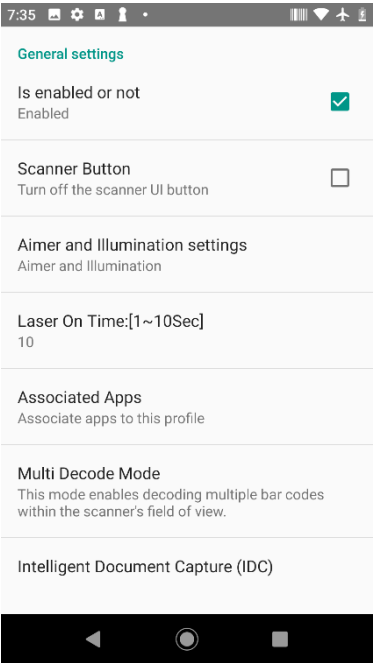 7:35
General settings
Is enabled or not
Enabled
Scanner Button
Turn off the scanner UI button
Aimer and Illumination settings
Aimer and Illumination
Laser On Time:[1~10Sec]
10
Associated Apps
Associate apps to this profile
Multi Decode Mode
This mode enables decoding multiple bar codes
within the scanner's field of view.
Intelligent Document Capture (IDC)